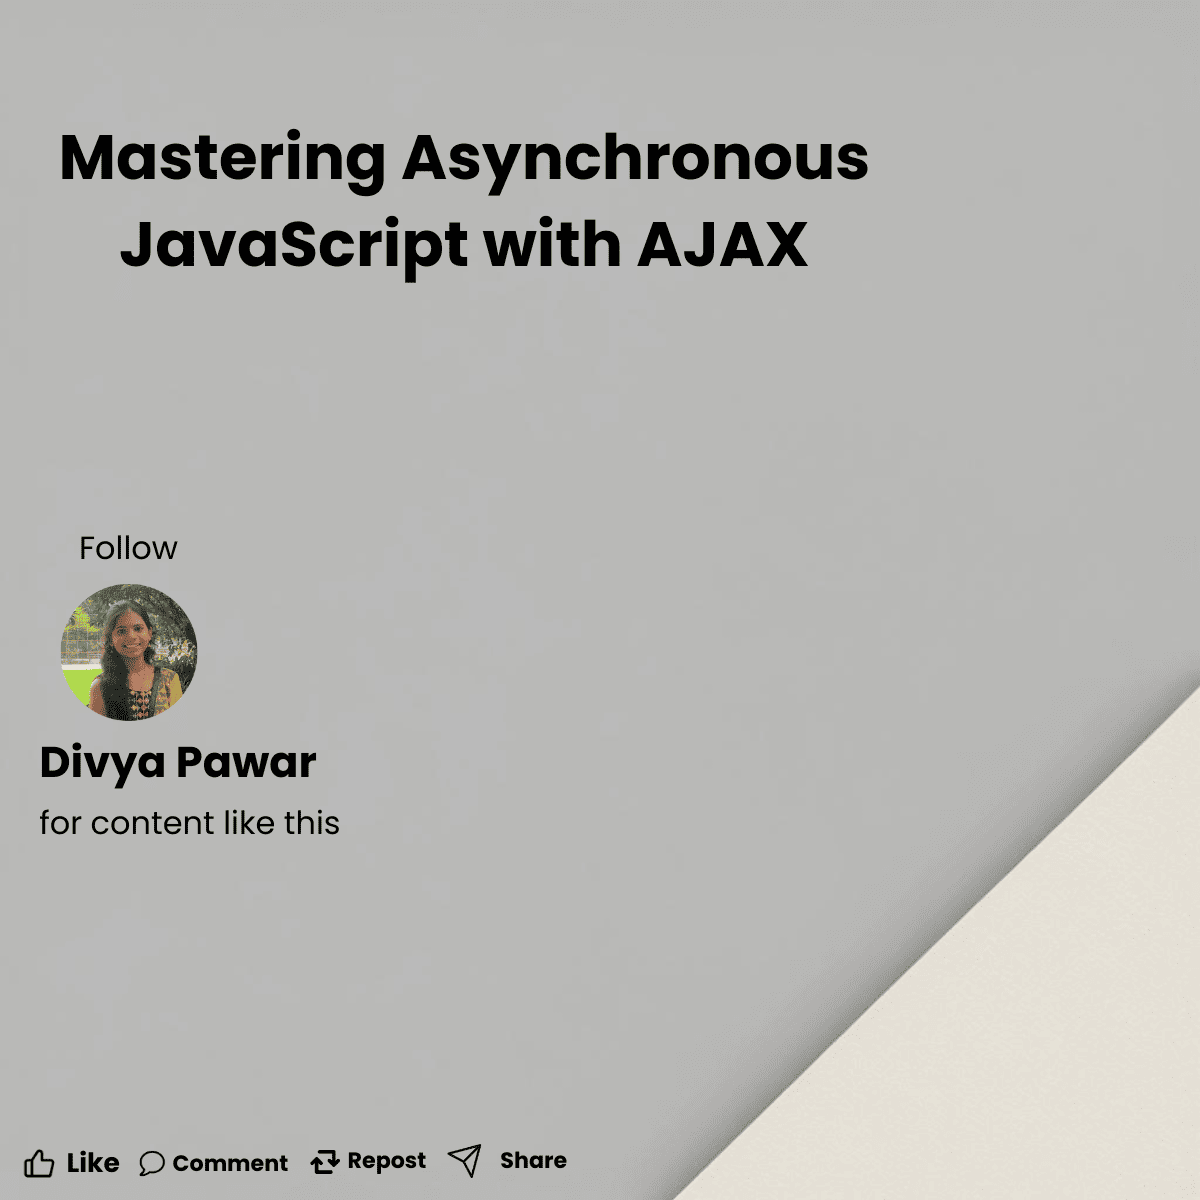 Mastering Asynchronous
JavaScript with AJAX
Follow
Divya Pawar
for content like this
Like Comment Repost Share